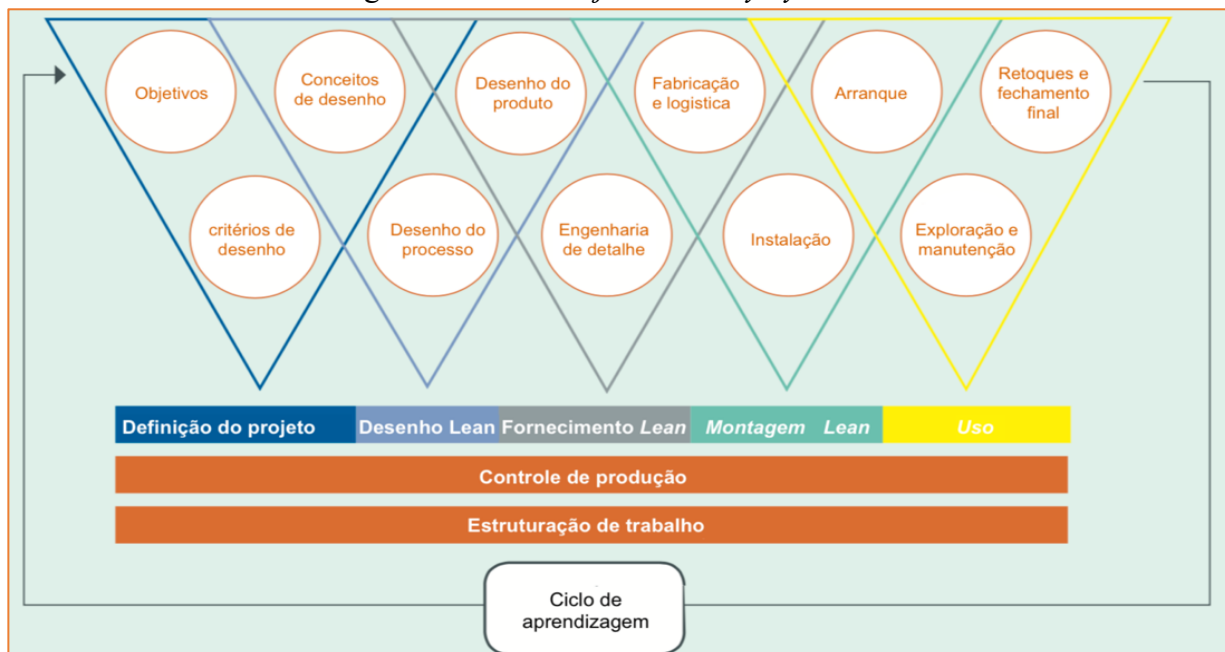 Objetivos
Conceitos
de desenho
Desenho do
produto
Fabricação
e logistica
Arranque
Retoques e
fechamento
final
critérios de
desenho
Desenho do
processo
Engenharia
de detalhe
Instalação
Exploração e
manutenção
Definição do projeto
Desenho Lean
Fornecimento Lean
Montagem Lean
Uso
Controle de produção
Estruturação de trabalho
Ciclo de
aprendizagem